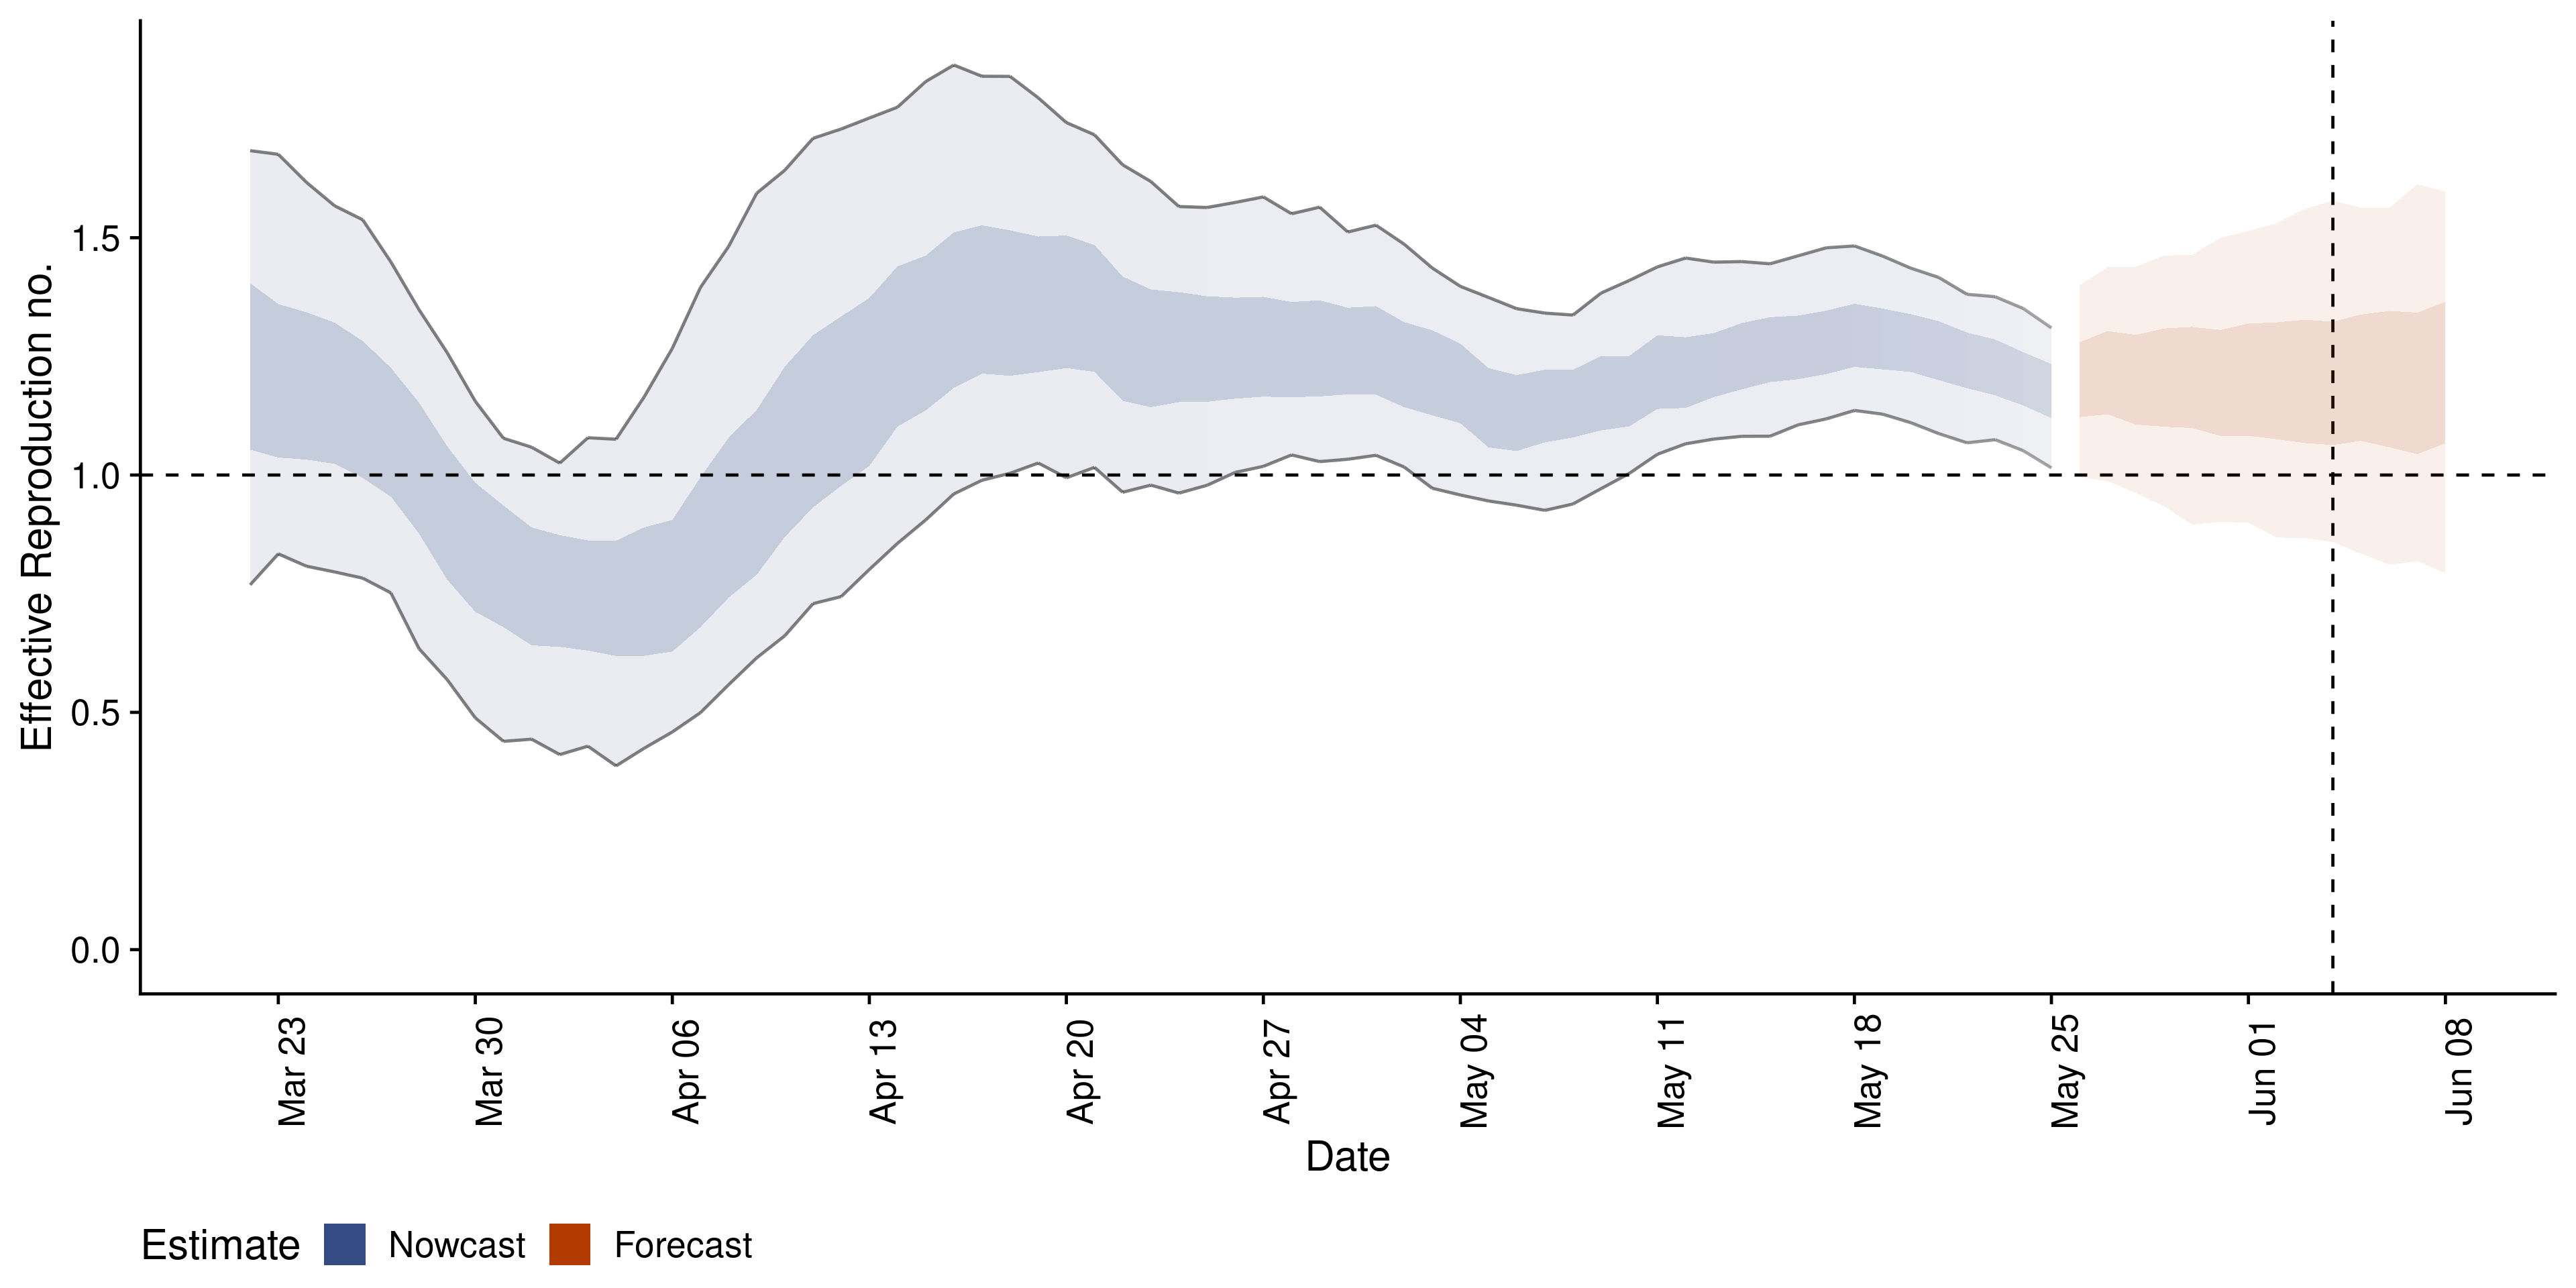 Effective Reproduction no.
1.5
1.0
0.5
0.0
Mar 23
Mar 30
Apr 06
Apr 13
Apr 20
Apr 27
May 04
May 11
May 18
May 25
Jun 01
Jun 08
Date
Estimate Nowcast Forecast